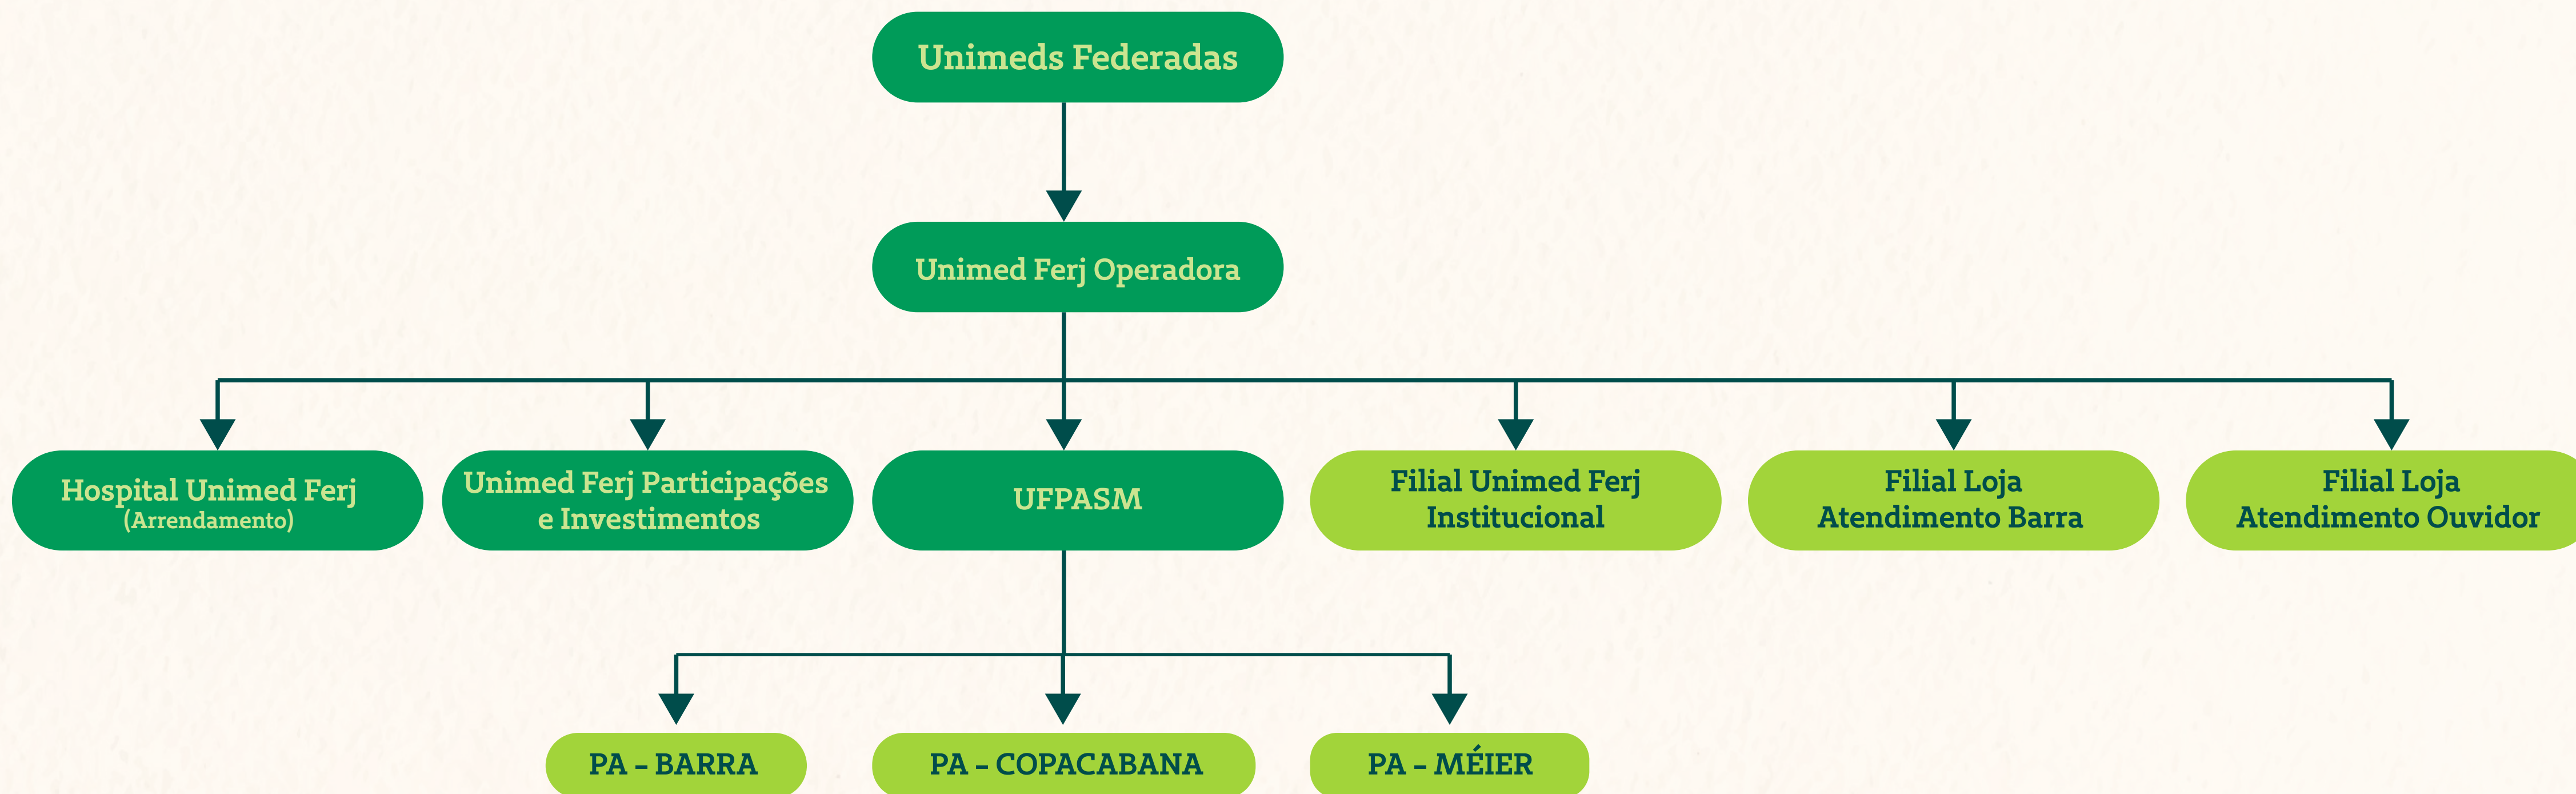 Unimeds Federadas
Unimed Ferj Operadora
Hospital Unimed Ferj
(Arrendamento)
Unimed Ferj Participações
e Investimentos
UFPASM
Filial Unimed Ferj
Institucional
Filial Loja
Atendimento Barra
Filial Loja
Atendimento Ouvidor
PA – BARRA
PA – COPACABANA
PA – MÉIER